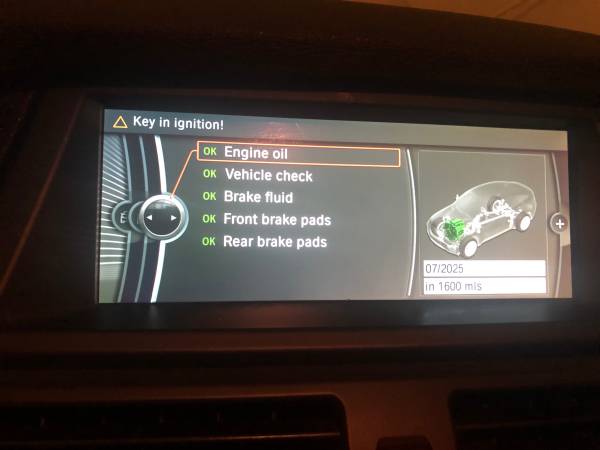 Key in ignition!
OK Engine oil
OK Vehicle check
OK Brake fluid
OK Front brake pads
OK Rear brake pads
07/2025
in 1600 mls